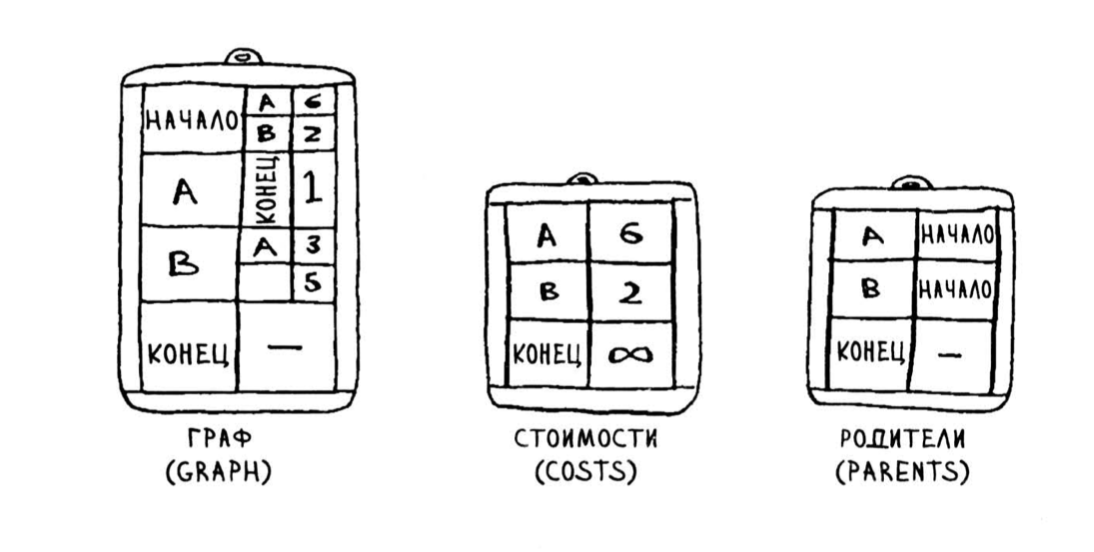 НАЧАЛО A 6
B 2
A КОНЕЦ 1
B A 3
5
КОНЕЦ —
ГРАФ
(GRAPH)
A 6
B 2
КОНЕЦ ∞
СТОИМОСТИ
(COSTS)
A НАЧАЛО
B НАЧАЛО
КОНЕЦ —
РОДИТЕЛИ
(PARENTS)